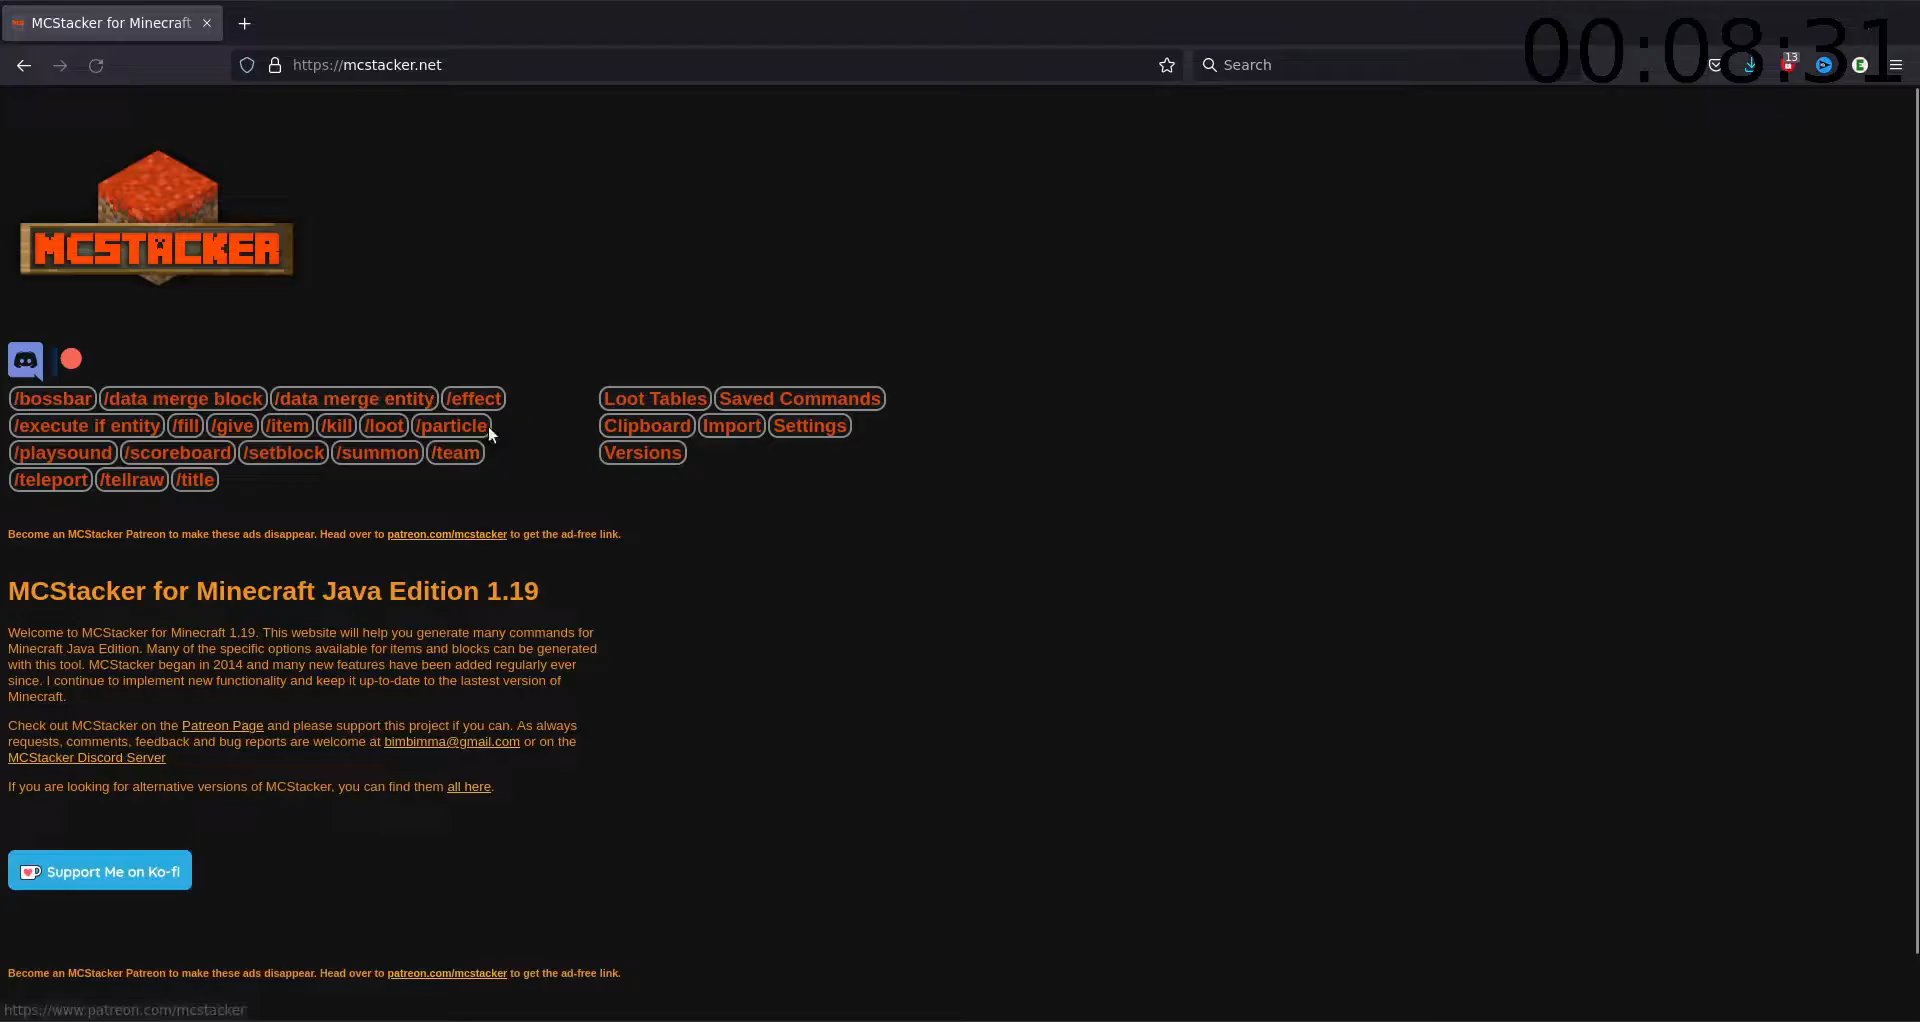 MCStacker for Minecraft
00:08:31
https://mcstacker.net
Search
13
MCSTACKER
/bossbar /data merge block /data merge entity /effect
/execute if entity /fill /give /item /kill /loot /particle
/playsound /scoreboard /setblock /summon /team
/teleport /tellraw /title
Loot Tables Saved Commands
Clipboard Import Settings
Versions
Become an MCStacker Patreon to make these ads disappear. Head over to patreon.com/mcstacker to get the ad-free link.
MCStacker for Minecraft Java Edition 1.19
Welcome to MCStacker for Minecraft 1.19. This website will help you generate many commands for
Minecraft Java Edition. Many of the specific options available for items and blocks can be generated
with this tool. MCStacker began in 2014 and many new features have been added regularly ever
since. I continue to implement new functionality and keep it up-to-date to the lastest version of
Minecraft.
Check out MCStacker on the Patreon Page and please support this project if you can. As always
requests, comments, feedback and bug reports are welcome at bimbimma@gmail.com or on the
MCStacker Discord Server
If you are looking for alternative versions of MCStacker, you can find them all here.
Support Me on Ko-fi
Become an MCStacker Patreon to make these ads disappear. Head over to patreon.com/mcstacker to get the ad-free link.
https://www.patreon.com/mcstacker